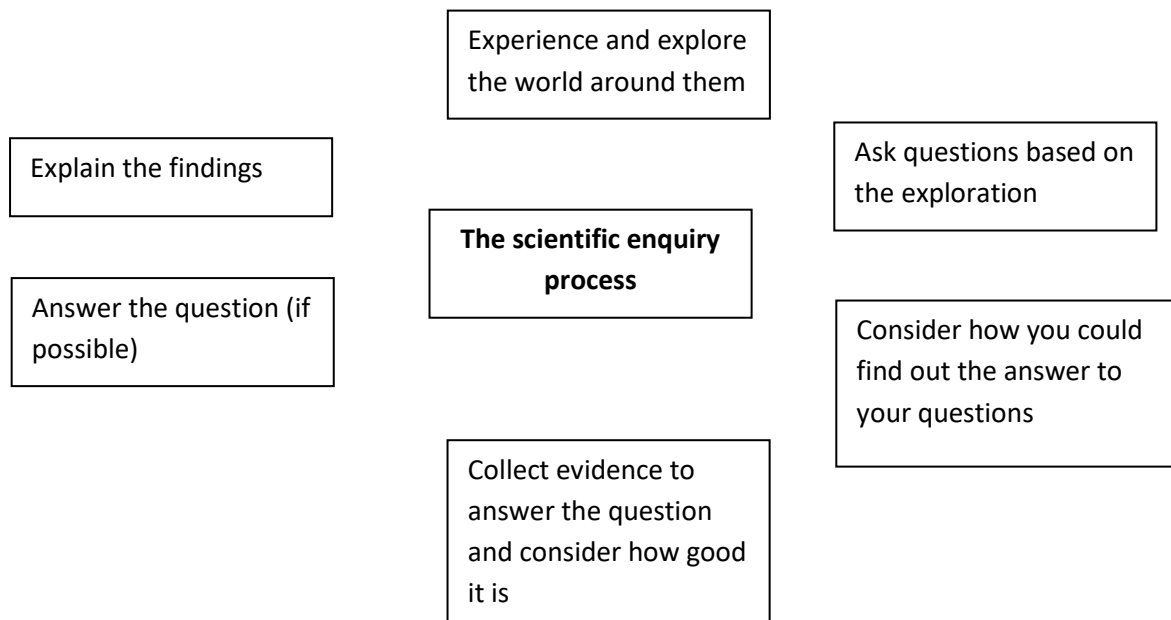 Experience and explore
the world around them
Ask questions based on
the exploration
Explain the findings
The scientific enquiry
process
Answer the question (if
possible)
Consider how you could
find out the answer to
your questions
Collect evidence to
answer the question
and consider how good
it is